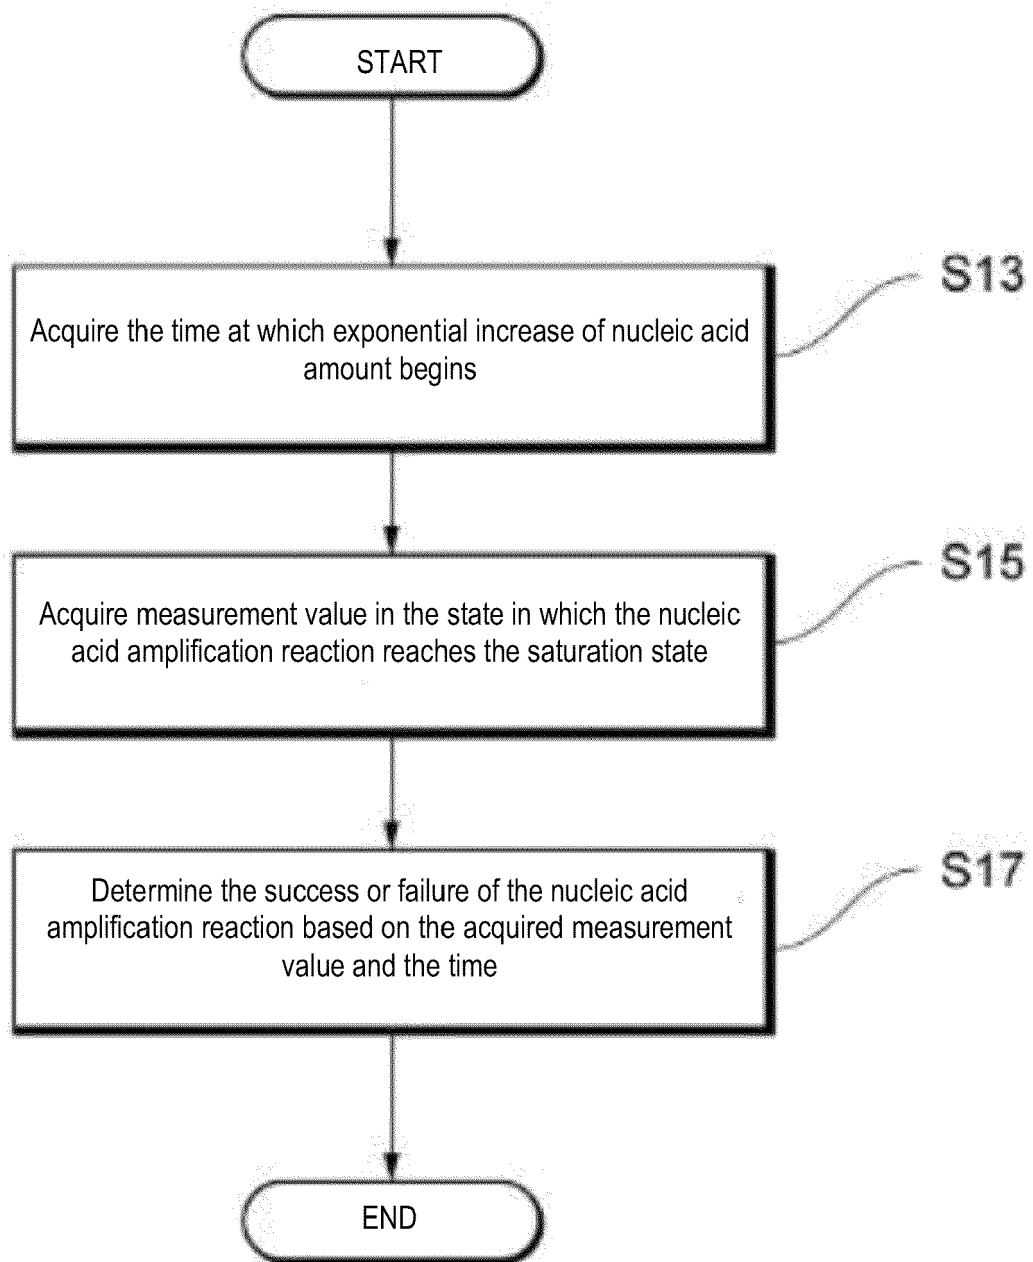 START
S13
Acquire the time at which exponential increase of nucleic acid
amount begins
S15
Acquire measurement value in the state in which the nucleic
acid amplification reaction reaches the saturation state
S17
Determine the success or failure of the nucleic acid
amplification reaction based on the acquired measurement
value and the time
END